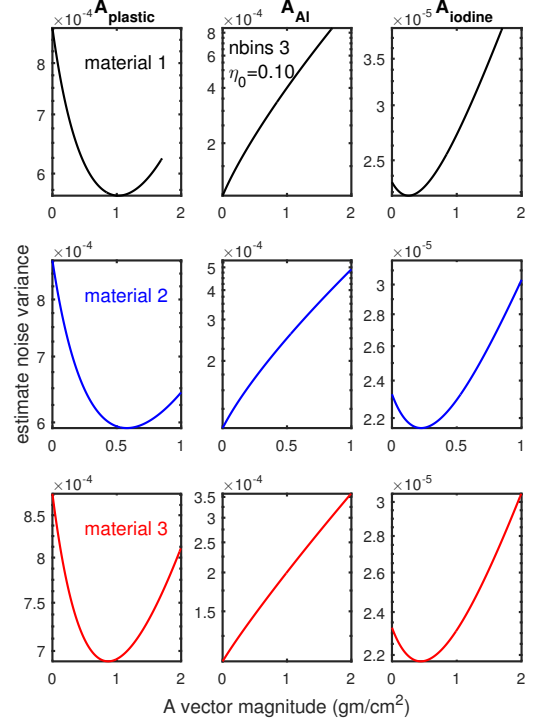 A_plastic A_Al A_iodine
×10^-4 ×10^-4 ×10^-5
8 7 6
material 1
0 1 2
8 6 4 2
nbins 3
η_0=0.10
0 1 2
3.5 2.5
0 1 2
estimate noise variance
×10^-4 ×10^-4 ×10^-5
8 7 6
material 2
0 0.5 1
5 4 3 2
0 0.5 1
3 2.8 2.6 2.4 2.2
0 0.5 1
×10^-4 ×10^-4 ×10^-5
8.5 8 7.5 7
material 3
0 1 2
3.5 3 2.5 2 1.5
0 1 2
3 2.8 2.6 2.4 2.2
0 1 2
A vector magnitude (gm/cm²)